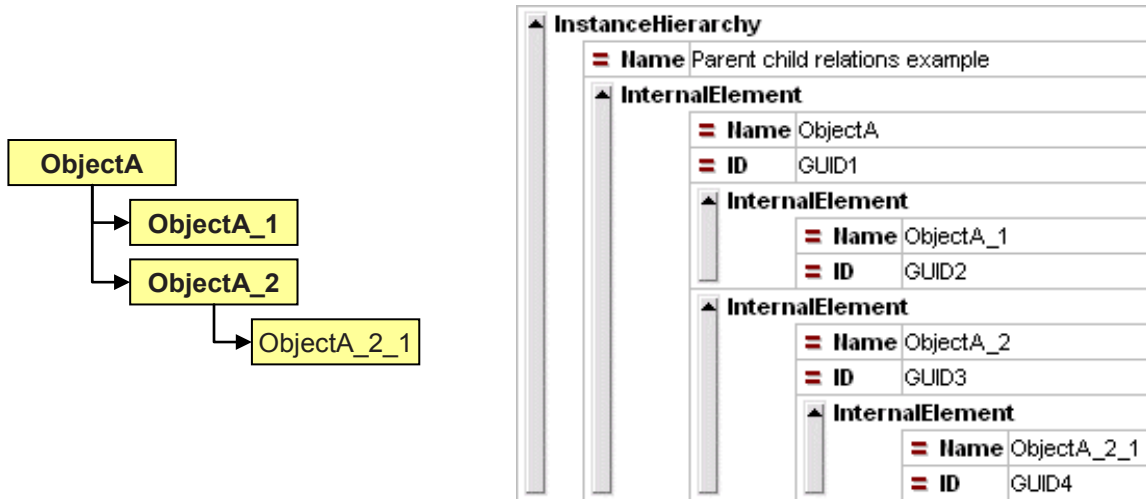 ObjectA
ObjectA_1
ObjectA_2
ObjectA_2_1
InstanceHierarchy
= Name Parent child relations example
InternalElement
= Name ObjectA
= ID GUID1
InternalElement
= Name ObjectA_1
= ID GUID2
InternalElement
= Name ObjectA_2
= ID GUID3
InternalElement
= Name ObjectA_2_1
= ID GUID4